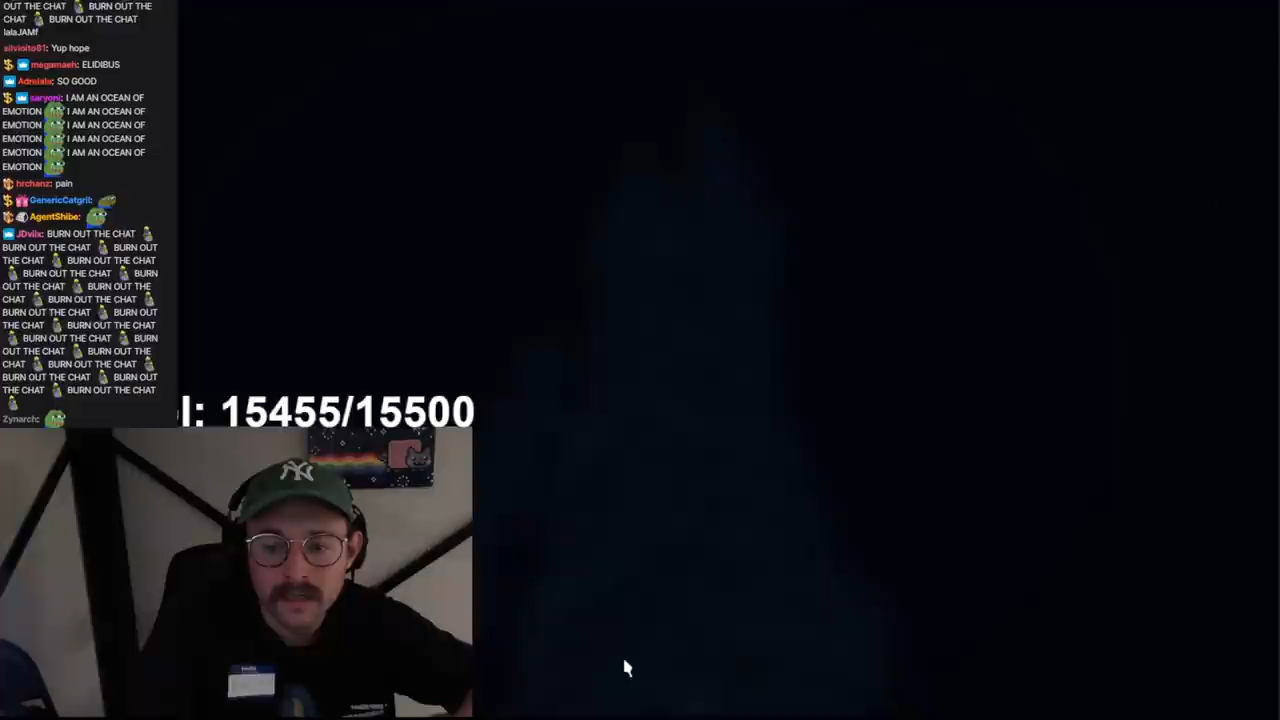 OUT THE CHAT BURN OUT THE
CHAT BURN OUT THE CHAT
lalaJAMf
silvioito81: Yup hope
megamaeh: ELIDIBUS
Adrelala: SO GOOD
saryoni: I AM AN OCEAN OF
EMOTION I AM AN OCEAN OF
EMOTION I AM AN OCEAN OF
EMOTION I AM AN OCEAN OF
EMOTION I AM AN OCEAN OF
EMOTION
hrchanz: pain
GenericCatgril:
AgentShibe:
JDviix: BURN OUT THE CHAT
BURN OUT THE CHAT BURN OUT
THE CHAT BURN OUT THE CHAT
BURN OUT THE CHAT BURN
OUT THE CHAT BURN OUT THE
CHAT BURN OUT THE CHAT
BURN OUT THE CHAT BURN OUT
THE CHAT BURN OUT THE CHAT
BURN OUT THE CHAT BURN
OUT THE CHAT BURN OUT THE
CHAT BURN OUT THE CHAT
BURN OUT THE CHAT BURN OUT
THE CHAT BURN OUT THE CHAT
Zynarch:
l: 15455/15500
NY